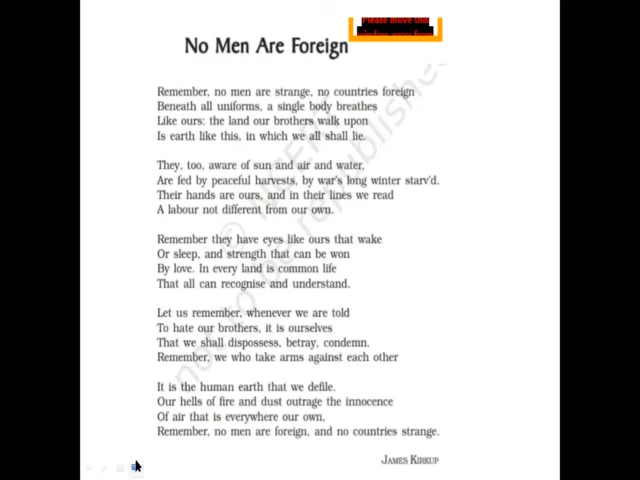 Please move this
window away from
No Men Are Foreign
Remember, no men are strange, no countries foreign
Beneath all uniforms, a single body breathes
Like ours: the land our brothers walk upon
Is earth like this, in which we all shall lie.
They, too, aware of sun and air and water,
Are fed by peaceful harvests, by war's long winter starv'd.
Their hands are ours, and in their lines we read
A labour not different from our own.
Remember they have eyes like ours that wake
Or sleep, and strength that can be won
By love. In every land is common life
That all can recognise and understand.
Let us remember, whenever we are told
To hate our brothers, it is ourselves
That we shall dispossess, betray, condemn.
Remember, we who take arms against each other
It is the human earth that we defile.
Our hells of fire and dust outrage the innocence
Of air that is everywhere our own,
Remember, no men are foreign, and no countries strange.
JAMES KIRKUP
not to be republished